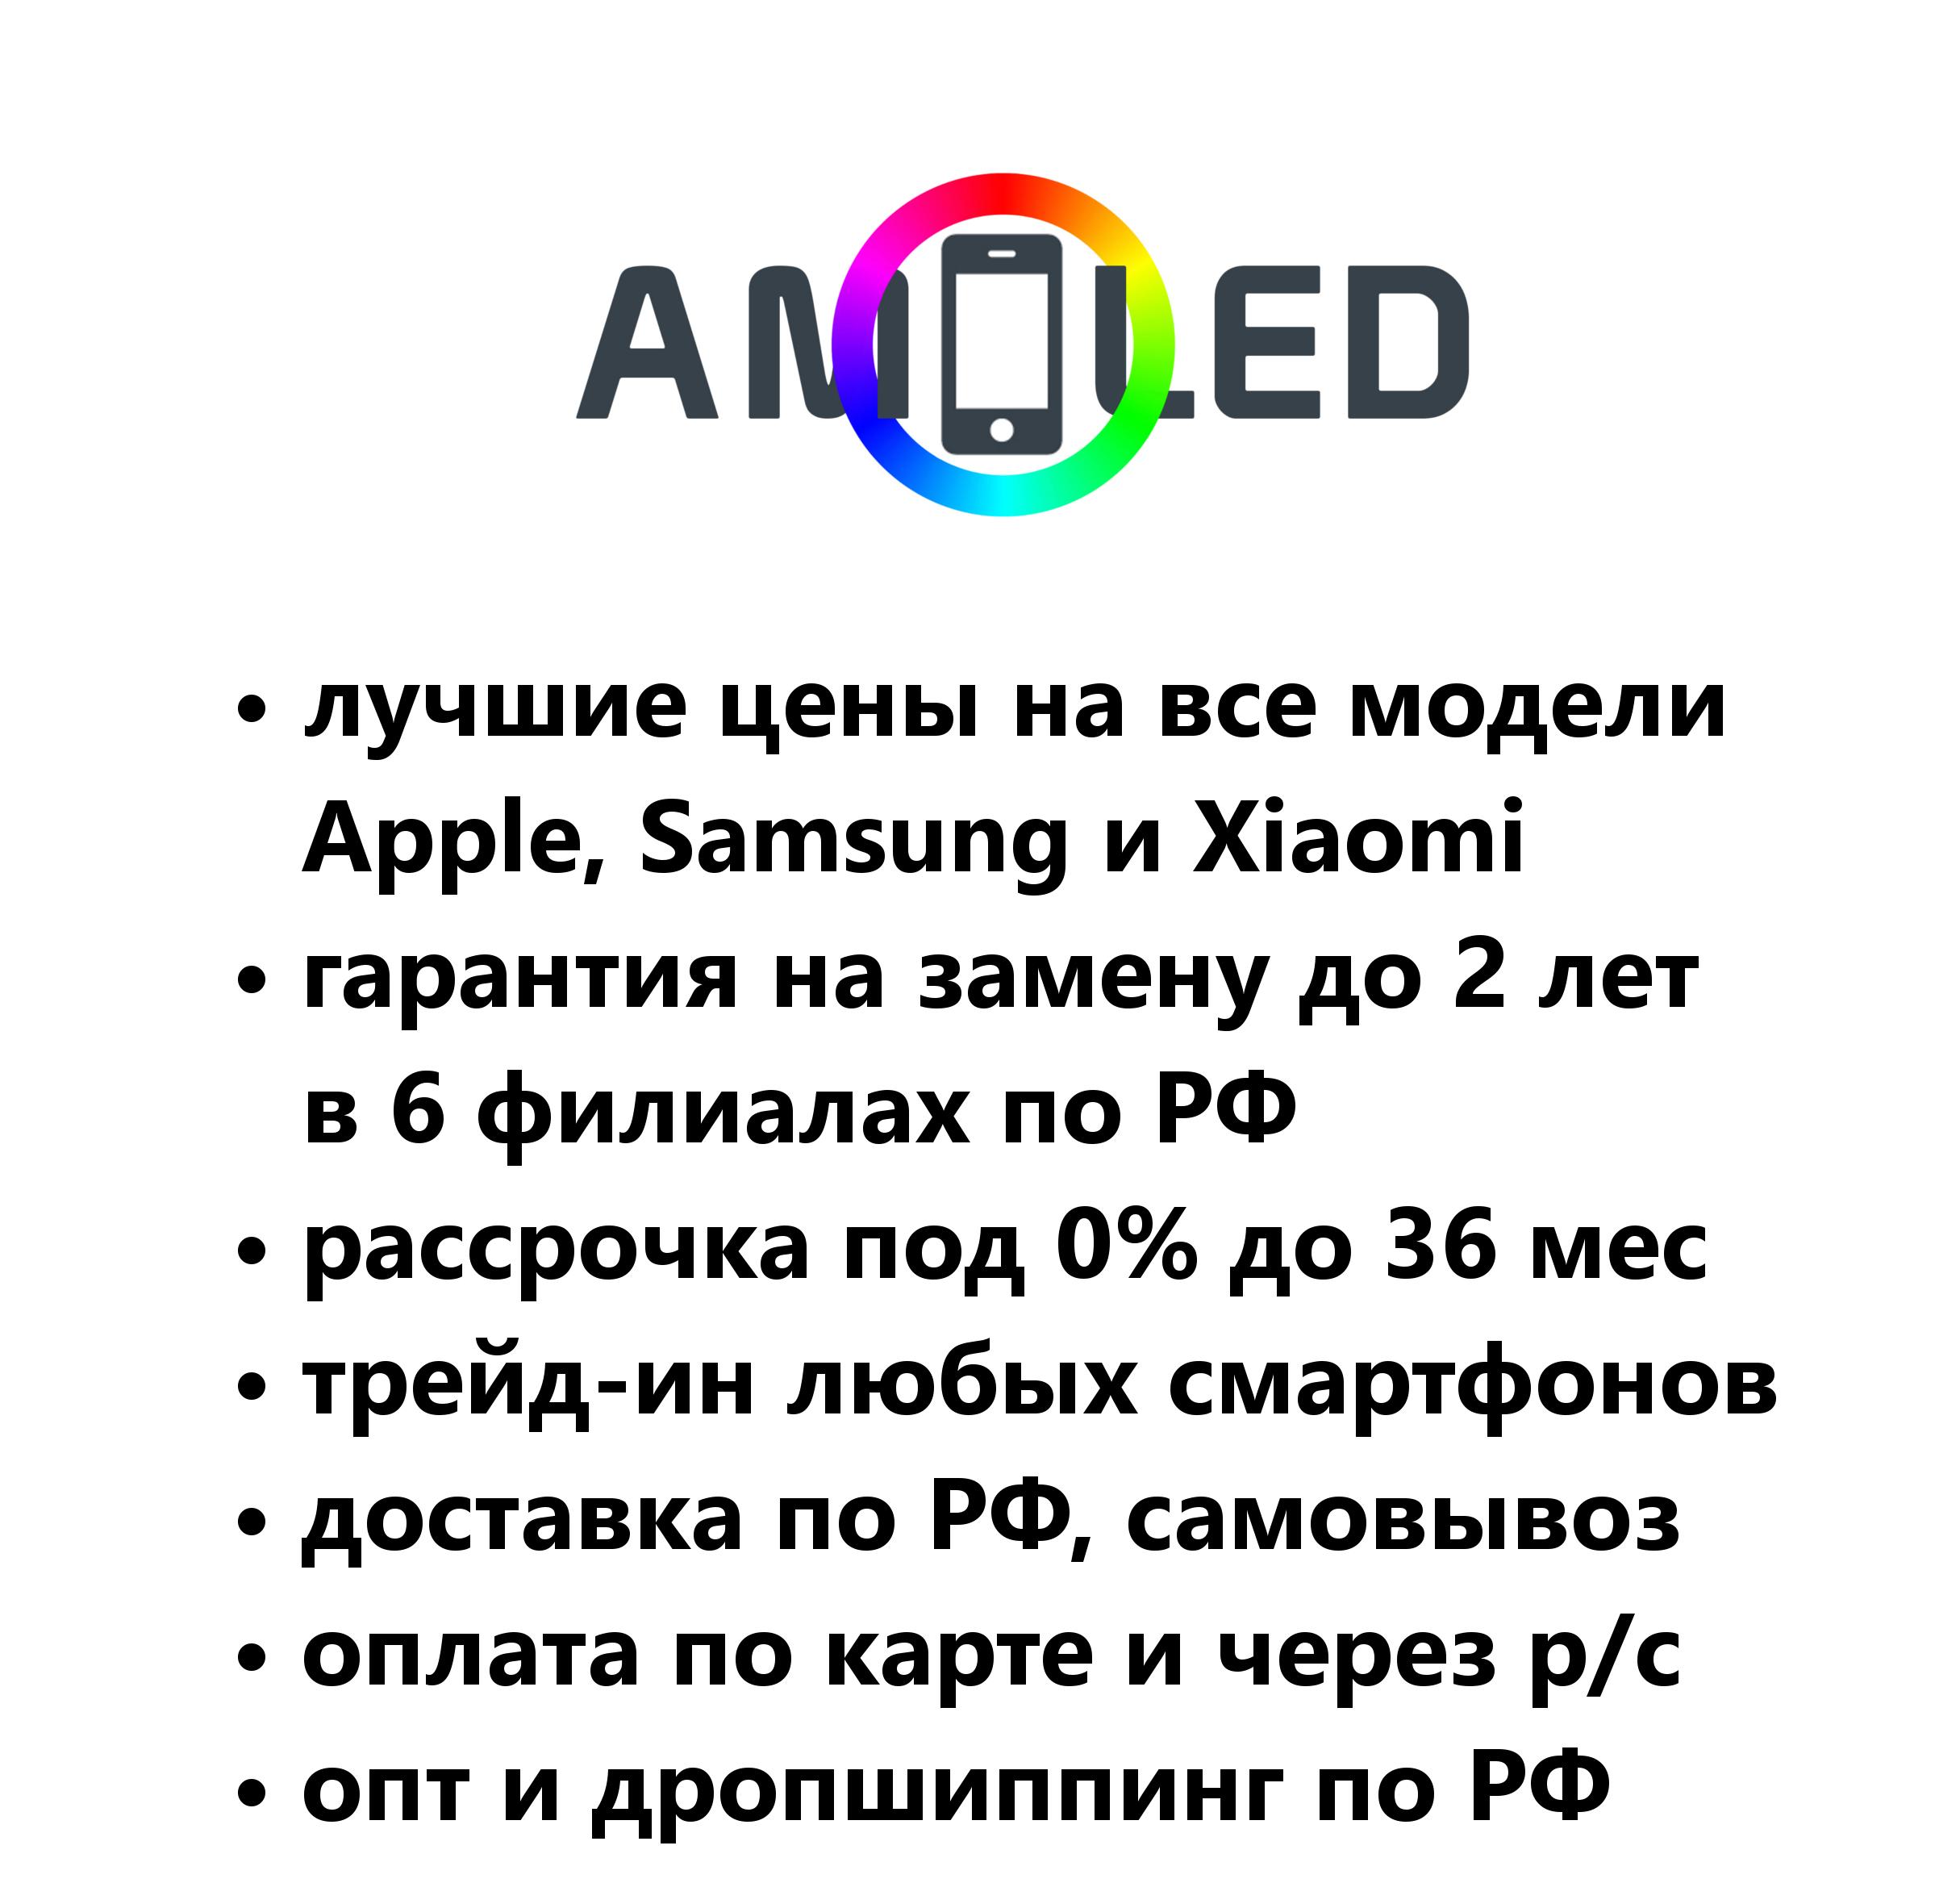 AMOLED
• лучшие цены на все модели
Apple, Samsung и Xiaomi
• гарантия на замену до 2 лет
в 6 филиалах по РФ
• рассрочка под 0% до 36 мес
• трейд-ин любых смартфонов
• доставка по РФ, самовывоз
• оплата по карте и через р/с
• опт и дропшиппинг по РФ